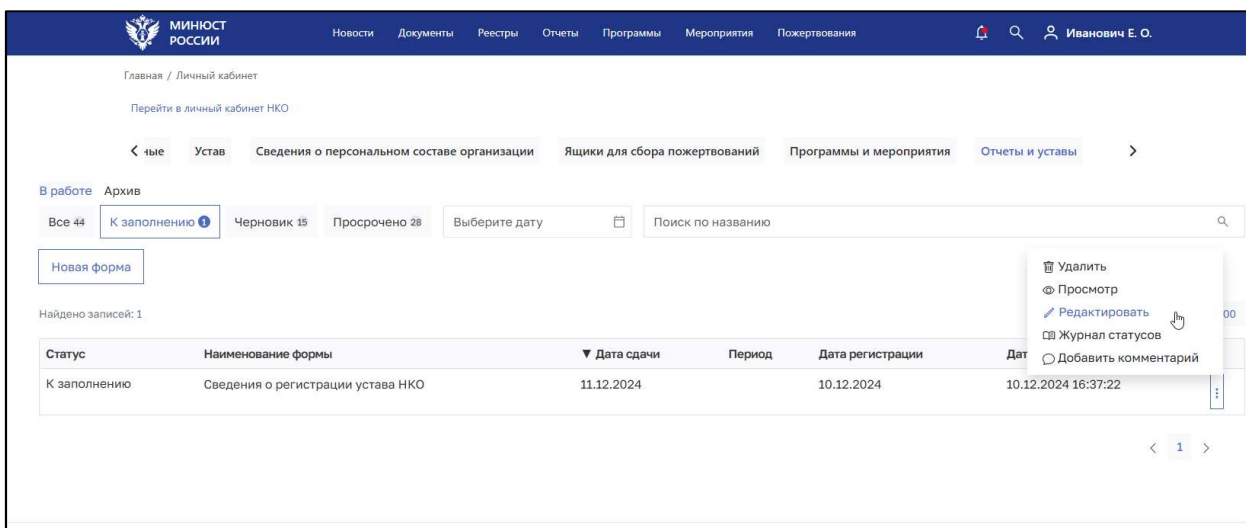 МИНЮСТ РОССИИ
Новости Документы Реестры Отчеты Программы Мероприятия Пожертвования Иванович Е. О.
Главная / Личный кабинет
Перейти в личный кабинет НКО
ные Устав Сведения о персональном составе организации Ящики для сбора пожертвований Программы и мероприятия Отчеты и уставы
В работе Архив
Все 44 К заполнению 1 Черновик 15 Просрочено 28 Выберите дату Поиск по названию
Новая форма
Удалить
Просмотр
Редактировать
Журнал статусов
Добавить комментарий
Найдено записей: 1
00
Статус Наименование формы ▼ Дата сдачи Период Дата регистрации Дат
К заполнению Сведения о регистрации устава НКО 11.12.2024 10.12.2024 10.12.2024 16:37:22
< 1 >